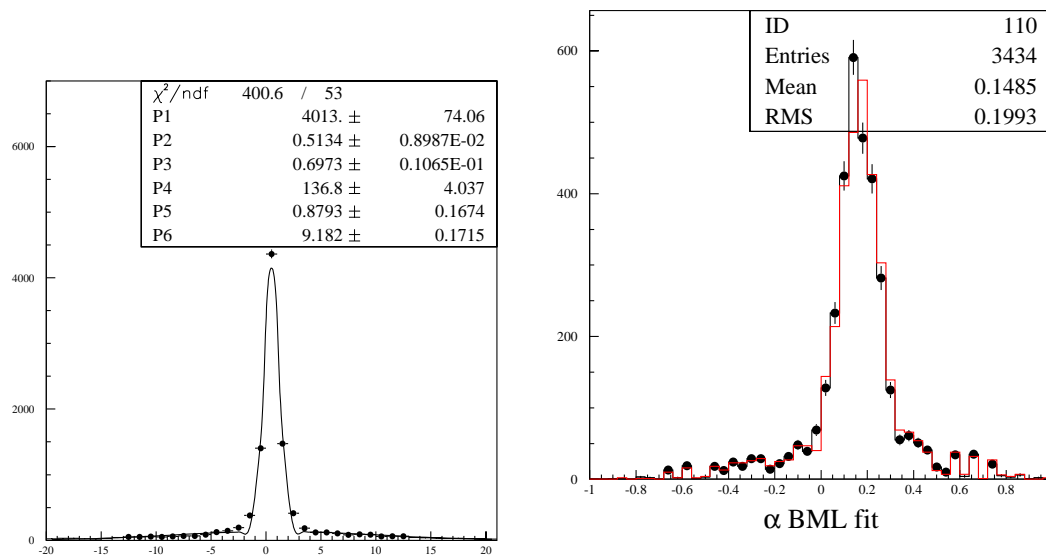 χ²/ndf 400.6 / 53
P1 4013. ± 74.06
P2 0.5134 ± 0.8987E-02
P3 0.6973 ± 0.1065E-01
P4 136.8 ± 4.037
P5 0.8793 ± 0.1674
P6 9.182 ± 0.1715
6000
4000
2000
0
-20 -15 -10 -5 0 5 10 15 20
ID 110
Entries 3434
Mean 0.1485
RMS 0.1993
600
400
200
0
-1 -0.8 -0.6 -0.4 -0.2 0 0.2 0.4 0.6 0.8
α BML fit